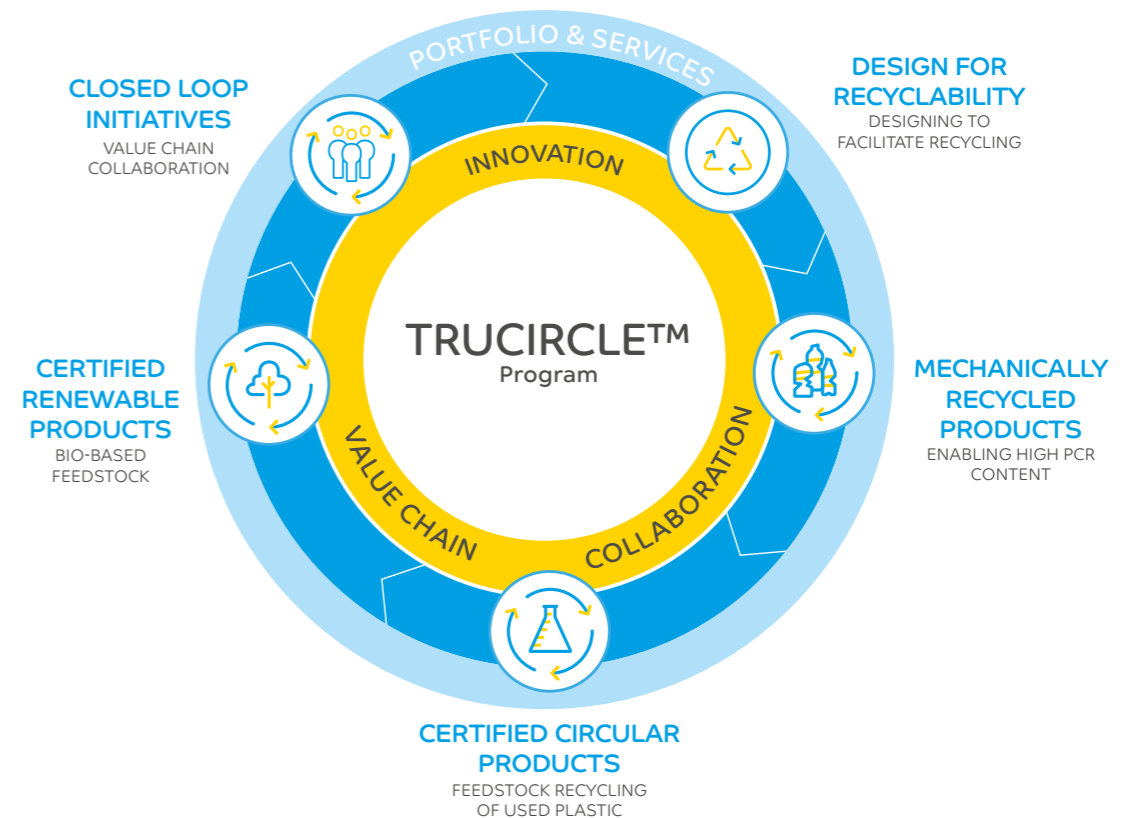 PORTFOLIO & SERVICES
CLOSED LOOP
INITIATIVES
VALUE CHAIN
COLLABORATION
DESIGN FOR
RECYCLABILITY
DESIGNING TO
FACILITATE RECYCLING
INNOVATION
TRUCIRCLE™
Program
CERTIFIED
RENEWABLE
PRODUCTS
BIO-BASED
FEEDSTOCK
MECHANICALLY
RECYCLED
PRODUCTS
ENABLING HIGH PCR
CONTENT
VALUE CHAIN
COLLABORATION
CERTIFIED CIRCULAR
PRODUCTS
FEEDSTOCK RECYCLING
OF USED PLASTIC